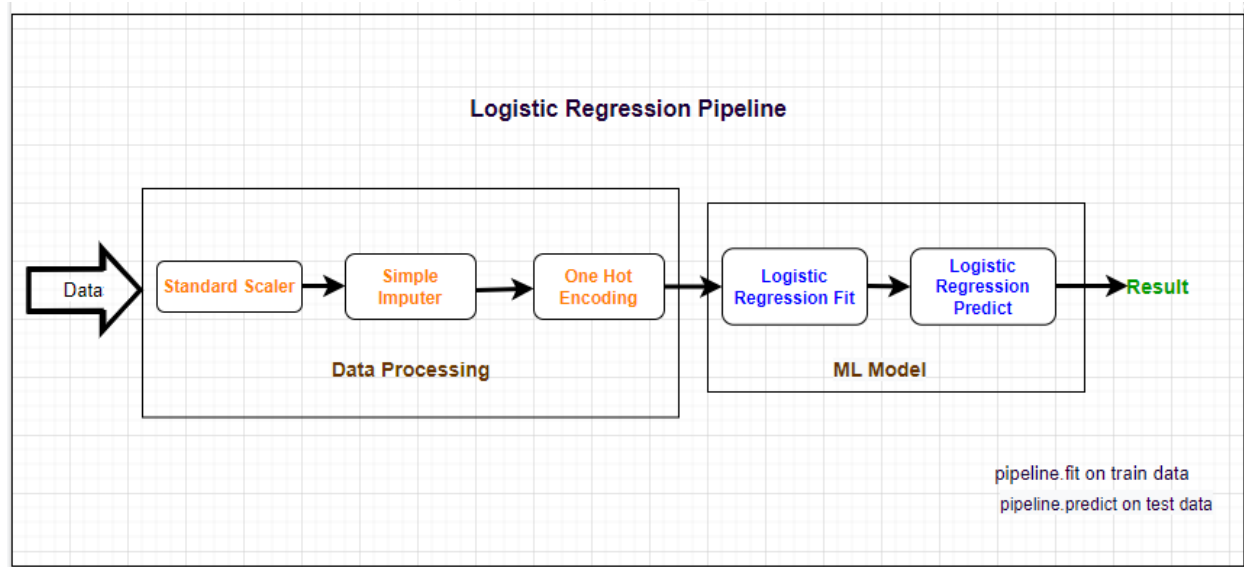 Logistic Regression Pipeline
Data
Standard Scaler
Simple
Imputer
One Hot
Encoding
Logistic
Regression Fit
Logistic
Regression
Predict
Result
Data Processing
ML Model
pipeline.fit on train data
pipeline.predict on test data